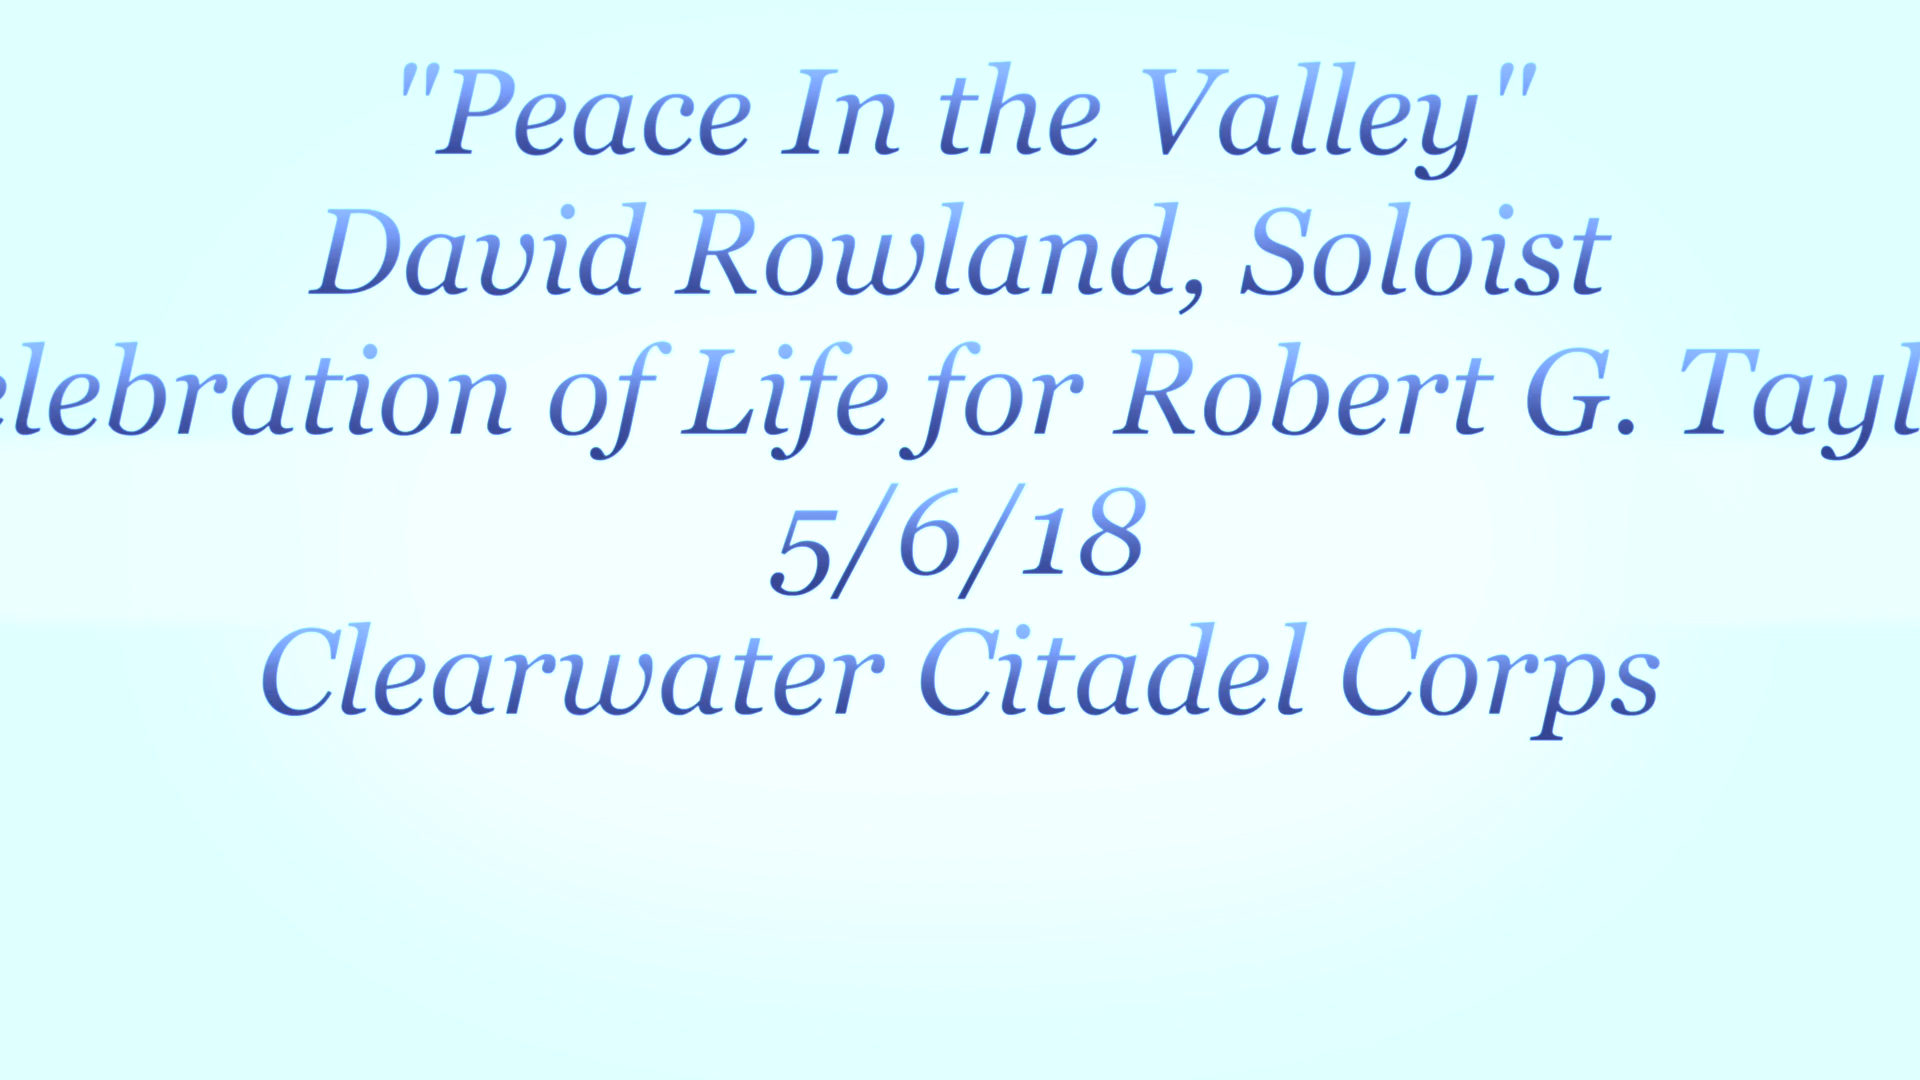 "Peace In the Valley"
David Rowland, Soloist
elebration of Life for Robert G. Tayl
5/6/18
Clearwater Citadel Corps